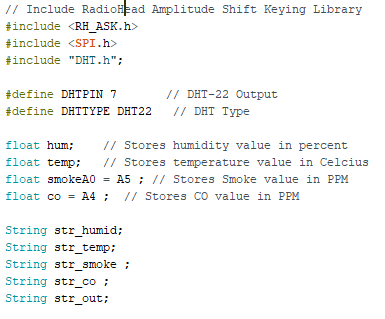 // Include RadioHead Amplitude Shift Keying Library
#include <RH_ASK.h>
#include <SPI.h>
#include "DHT.h";
#define DHTPIN 7       // DHT-22 Output
#define DHTTYPE DHT22   // DHT Type
float hum;    // Stores humidity value in percent
float temp;   // Stores temperature value in Celcius
float smokeA0 = A5 ; // Stores Smoke value in PPM
float co = A4 ;  // Stores CO value in PPM
String str_humid;
String str_temp;
String str_smoke ;
String str_co ;
String str_out;